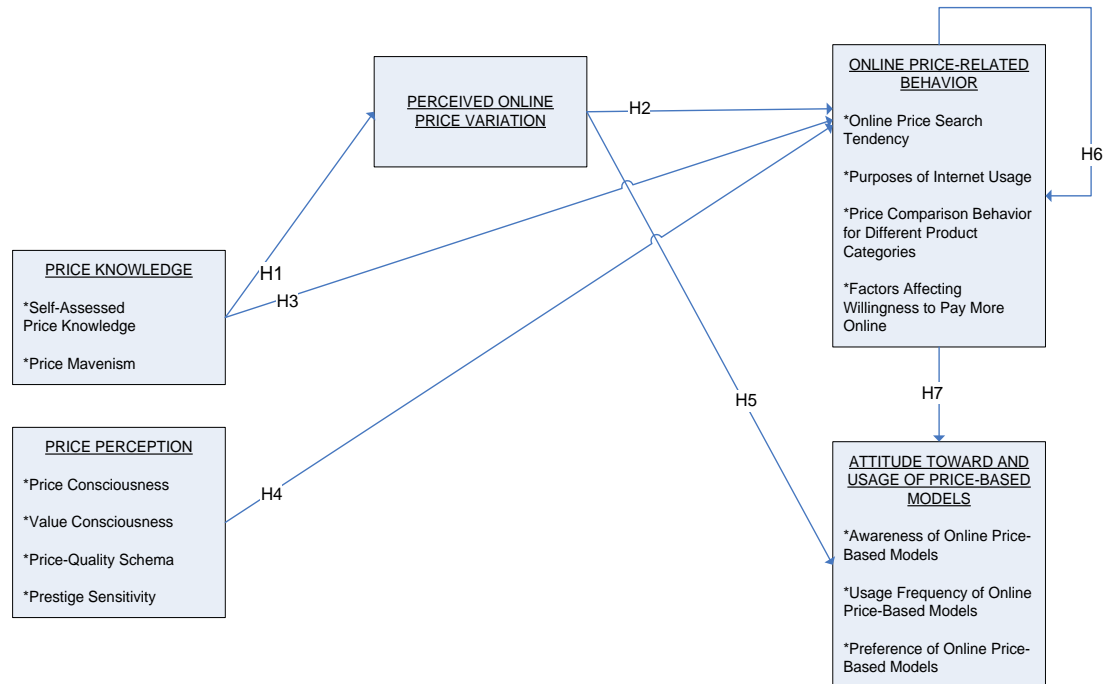 PERCEIVED ONLINE
PRICE VARIATION
ONLINE PRICE-RELATED
BEHAVIOR
*Online Price Search
Tendency
*Purposes of Internet Usage
*Price Comparison Behavior
for Different Product
Categories
*Factors Affecting
Willingness to Pay More
Online
H2
H6
PRICE KNOWLEDGE
*Self-Assessed
Price Knowledge
*Price Mavenism
H1
H3
H5
H7
PRICE PERCEPTION
*Price Consciousness
*Value Consciousness
*Price-Quality Schema
*Prestige Sensitivity
H4
ATTITUDE TOWARD AND
USAGE OF PRICE-BASED
MODELS
*Awareness of Online Price-
Based Models
*Usage Frequency of Online
Price-Based Models
*Preference of Online Price-
Based Models